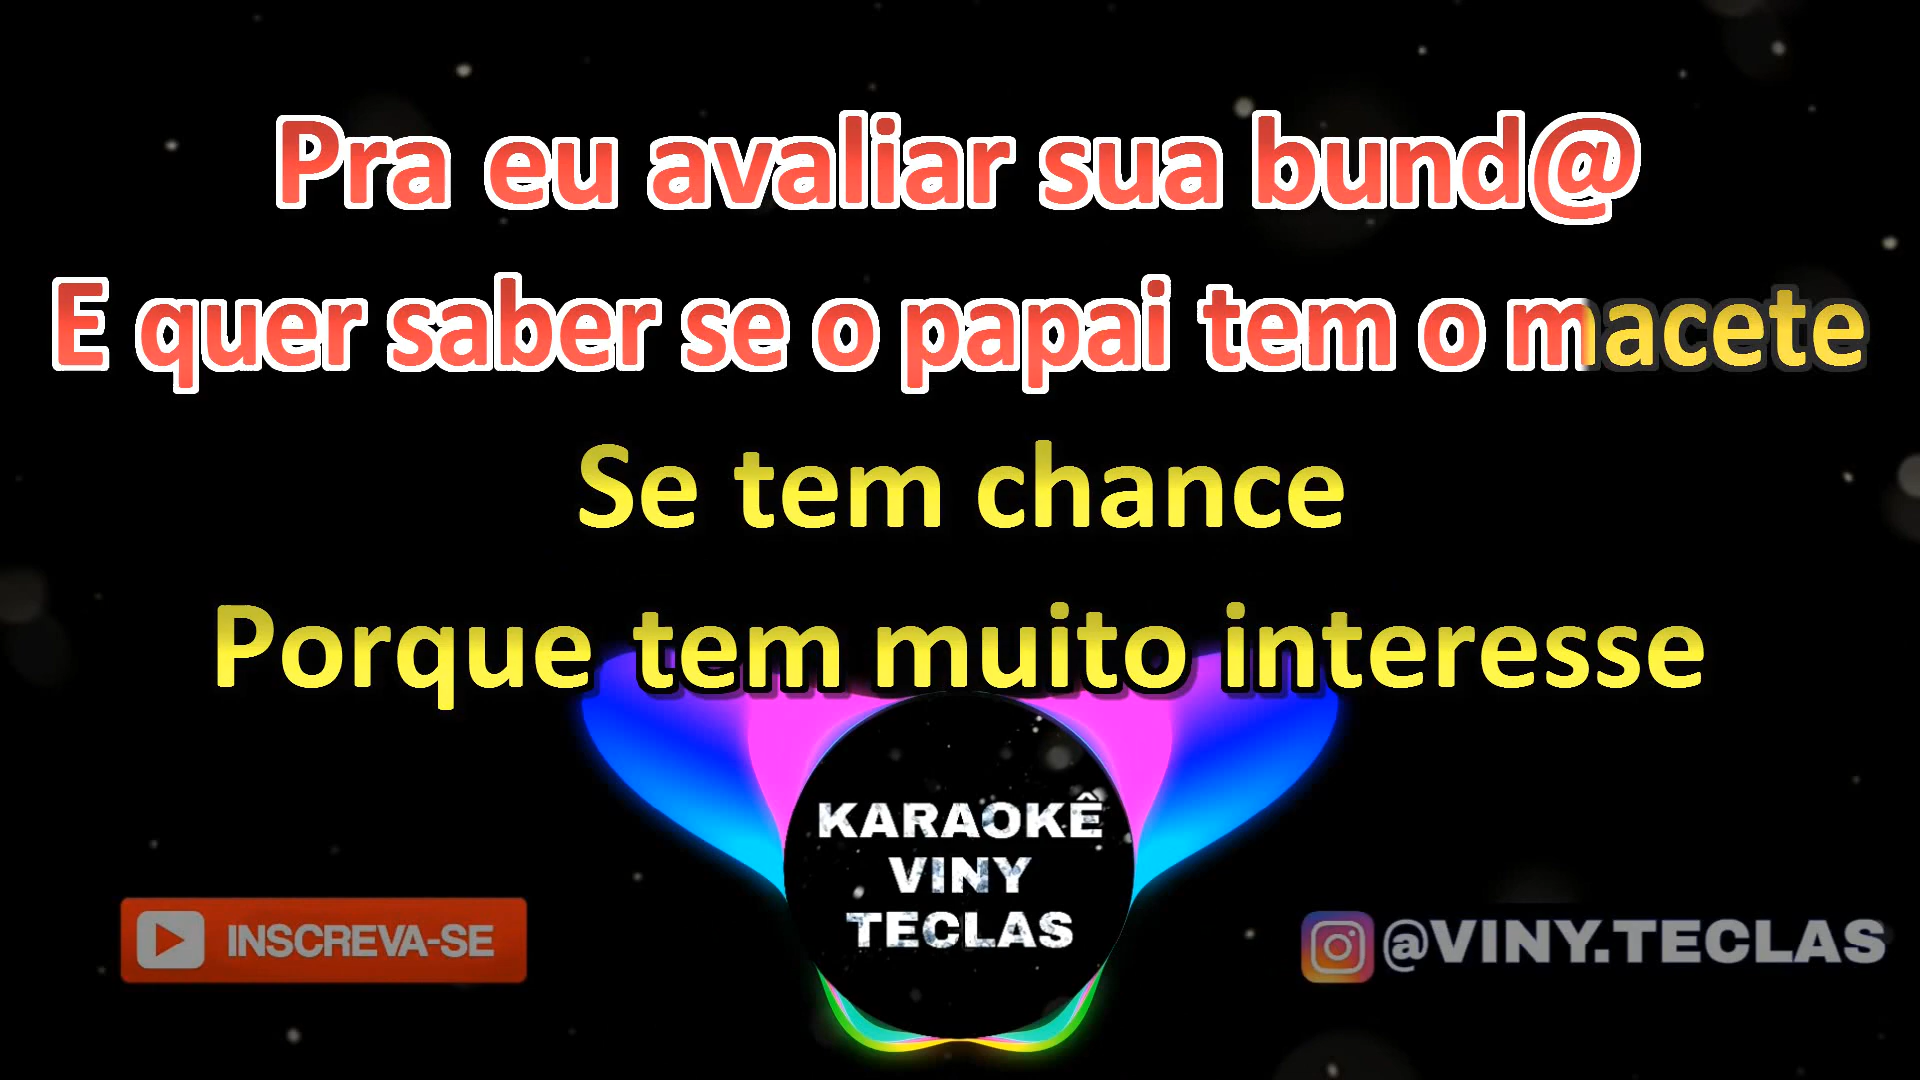 Pra eu avaliar sua bund@
E quer saber se o papai tem o macete
Se tem chance
Porque tem muito interesse
KARAOKÊ
VINY
TECLAS
INSCREVA-SE
@VINY.TECLAS